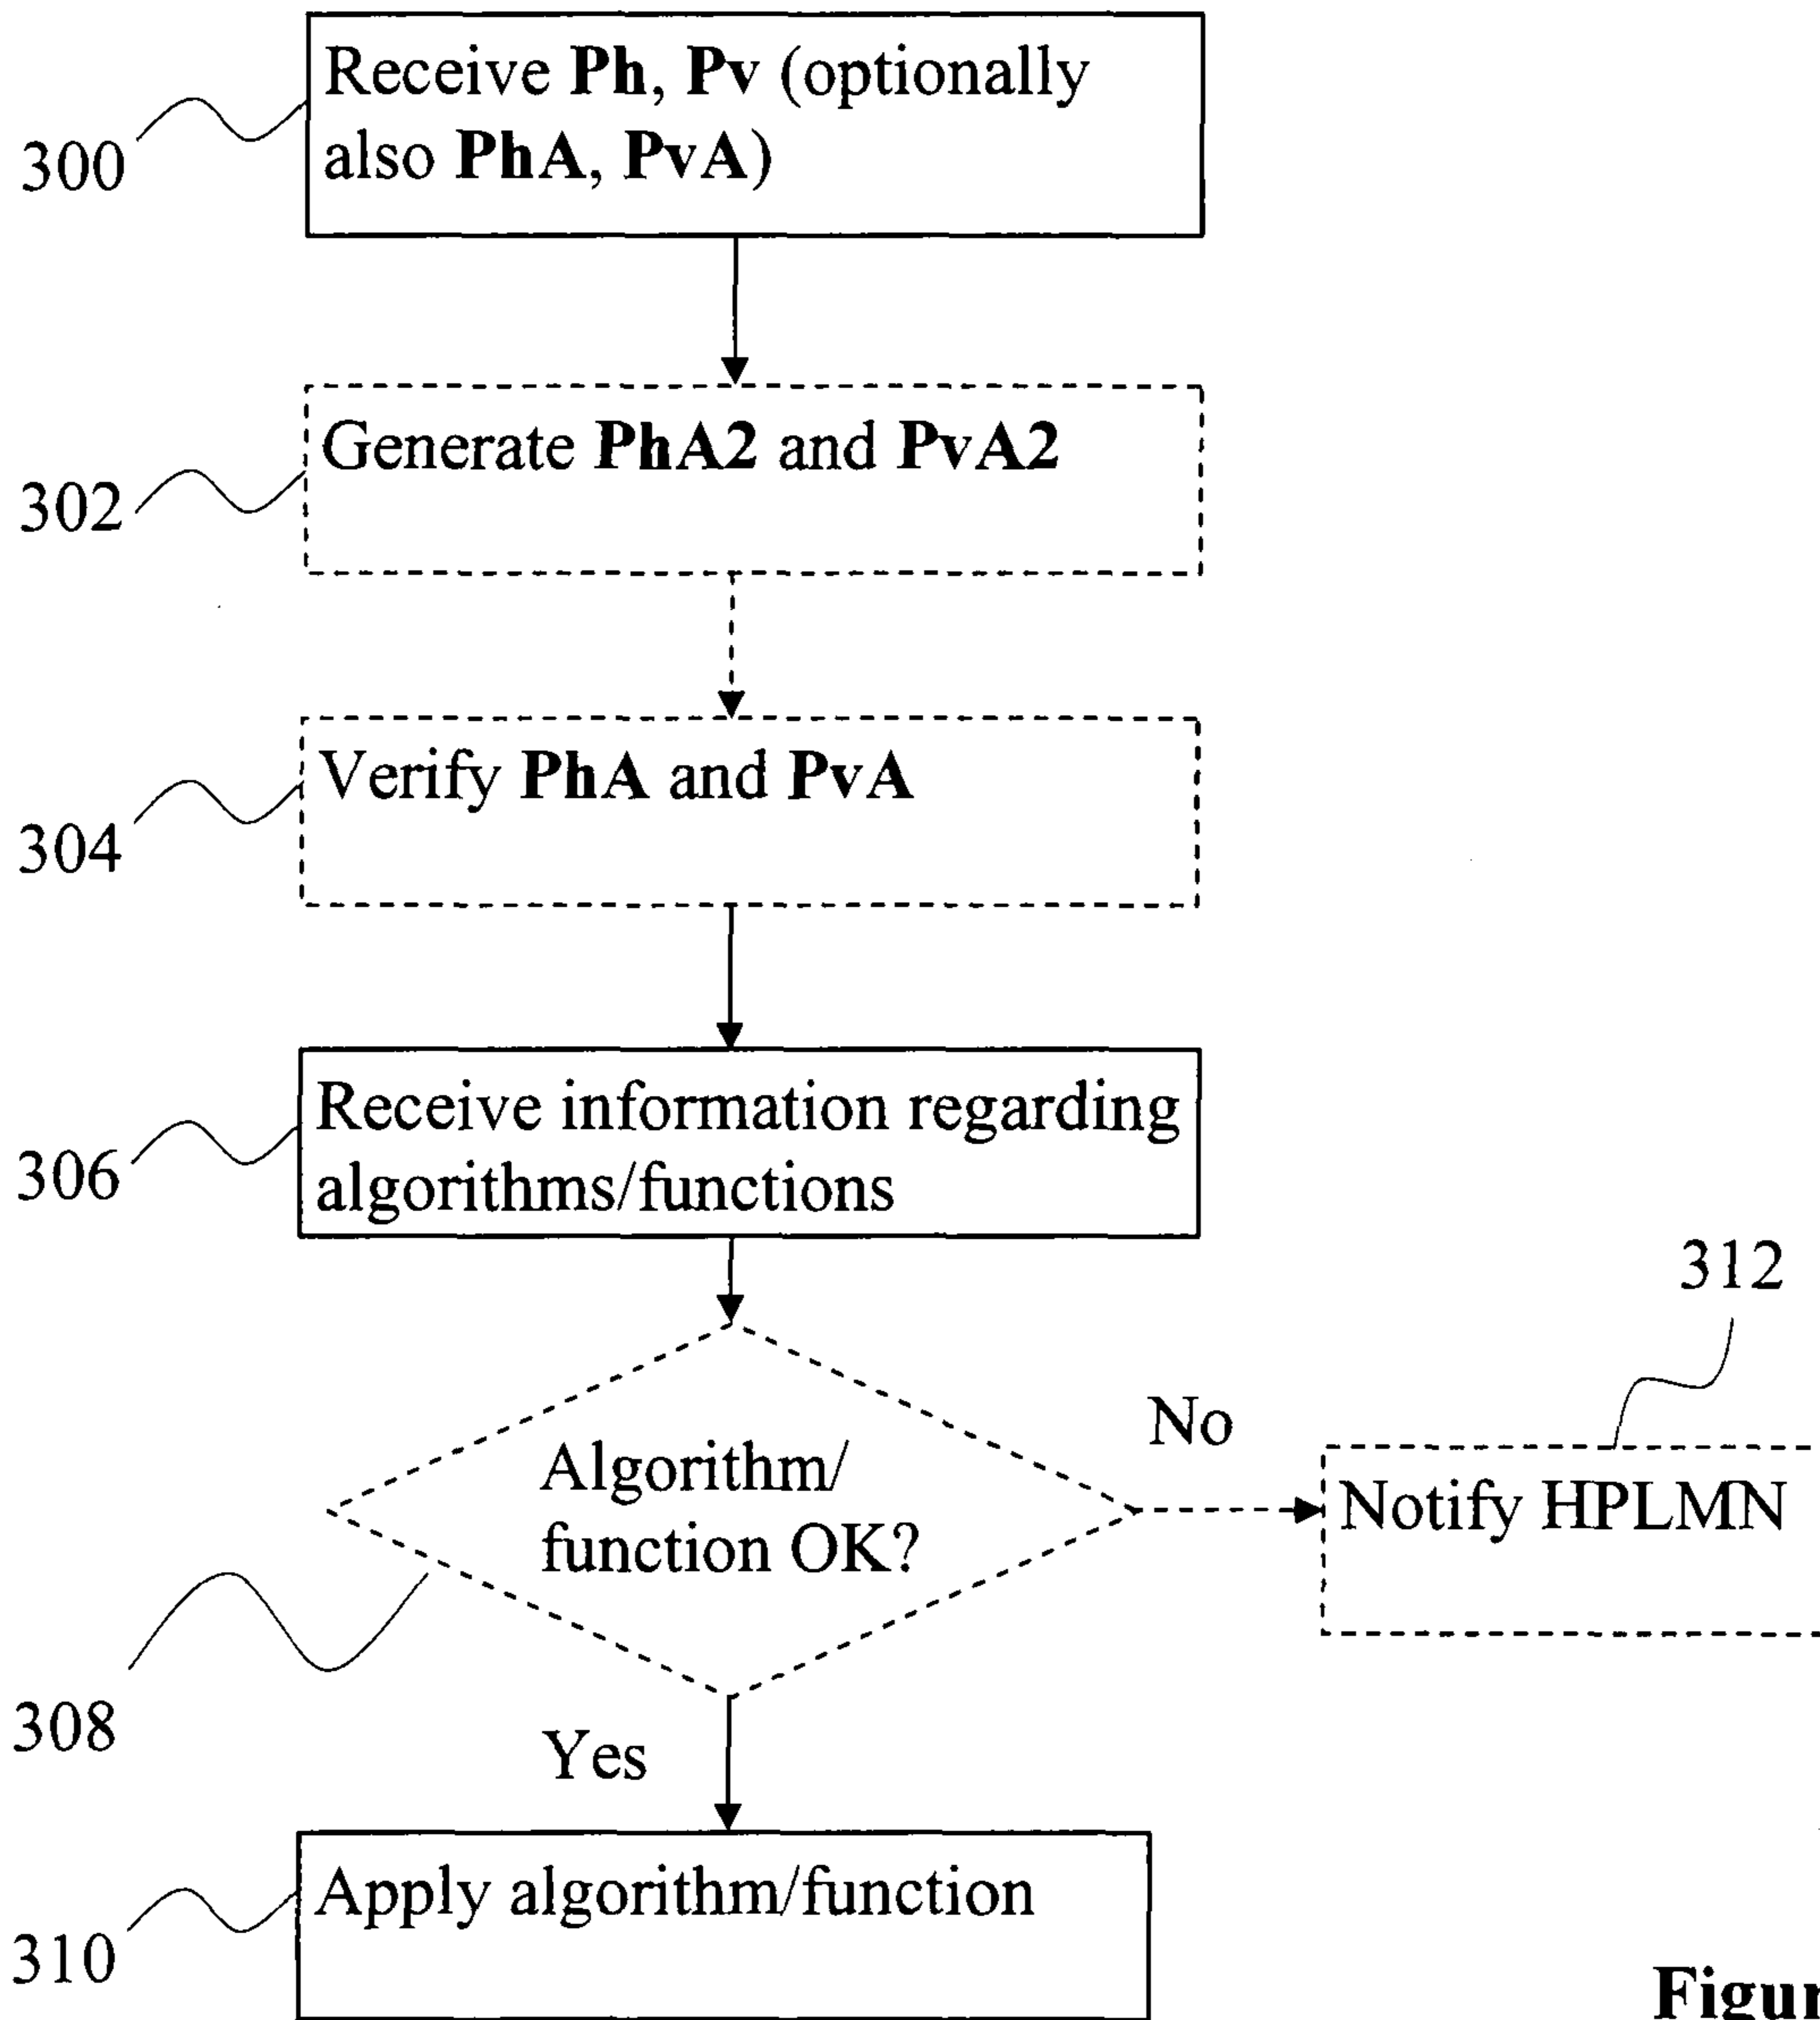 300
Receive Ph, Pv (optionally
also PhA, PvA)
302
Generate PhA2 and PvA2
304
Verify PhA and PvA
306
Receive information regarding
algorithms/functions
308
Algorithm/
function OK?
No
312
Notify HPLMN
Yes
310
Apply algorithm/function